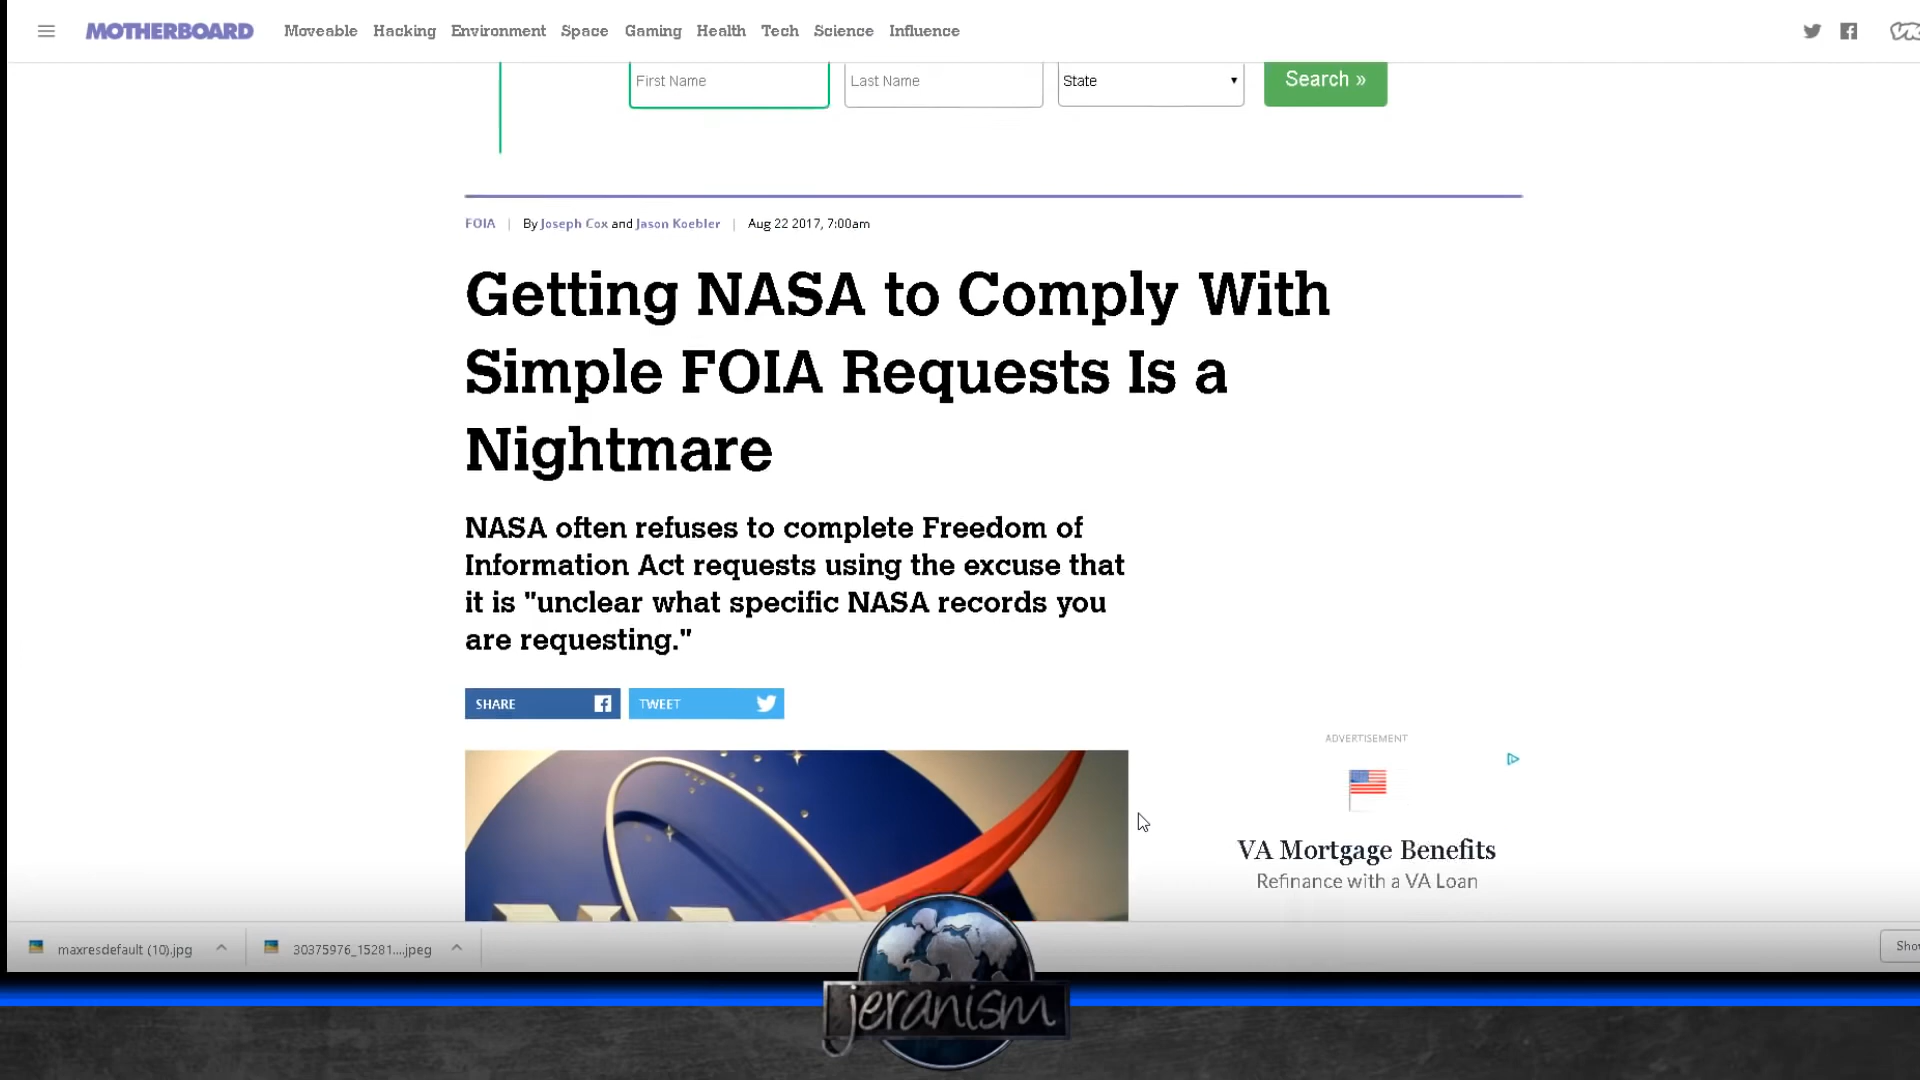 MOTHERBOARD Moveable Hacking Environment Space Gaming Health Tech Science Influence
First Name Last Name State Search »
FOIA | By Joseph Cox and Jason Koebler | Aug 22 2017, 7:00am
Getting NASA to Comply With
Simple FOIA Requests Is a
Nightmare
NASA often refuses to complete Freedom of
Information Act requests using the excuse that
it is "unclear what specific NASA records you
are requesting."
SHARE TWEET
ADVERTISEMENT
VA Mortgage Benefits
Refinance with a VA Loan
maxresdefault (10).jpg 30375976_15281....jpeg
jeranism